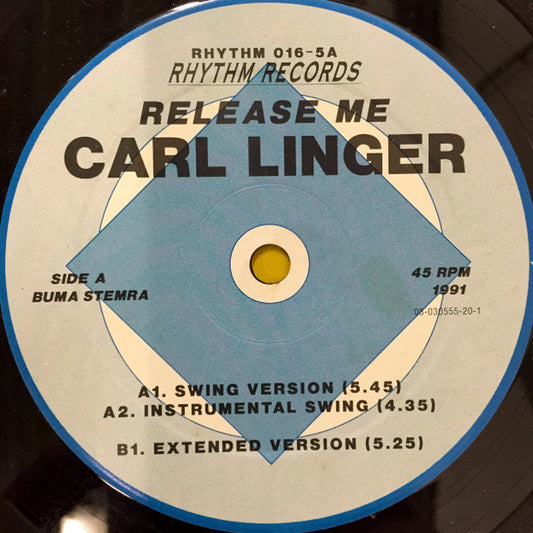 RHYTHM 016-5A
RHYTHM RECORDS
RELEASE ME
CARL LINGER
SIDE A
BUMA STEMRA
45 RPM
1991
08-030555-20-1
A1. SWING VERSION (5.45)
A2. INSTRUMENTAL SWING (4.35)
B1. EXTENDED VERSION (5.25)